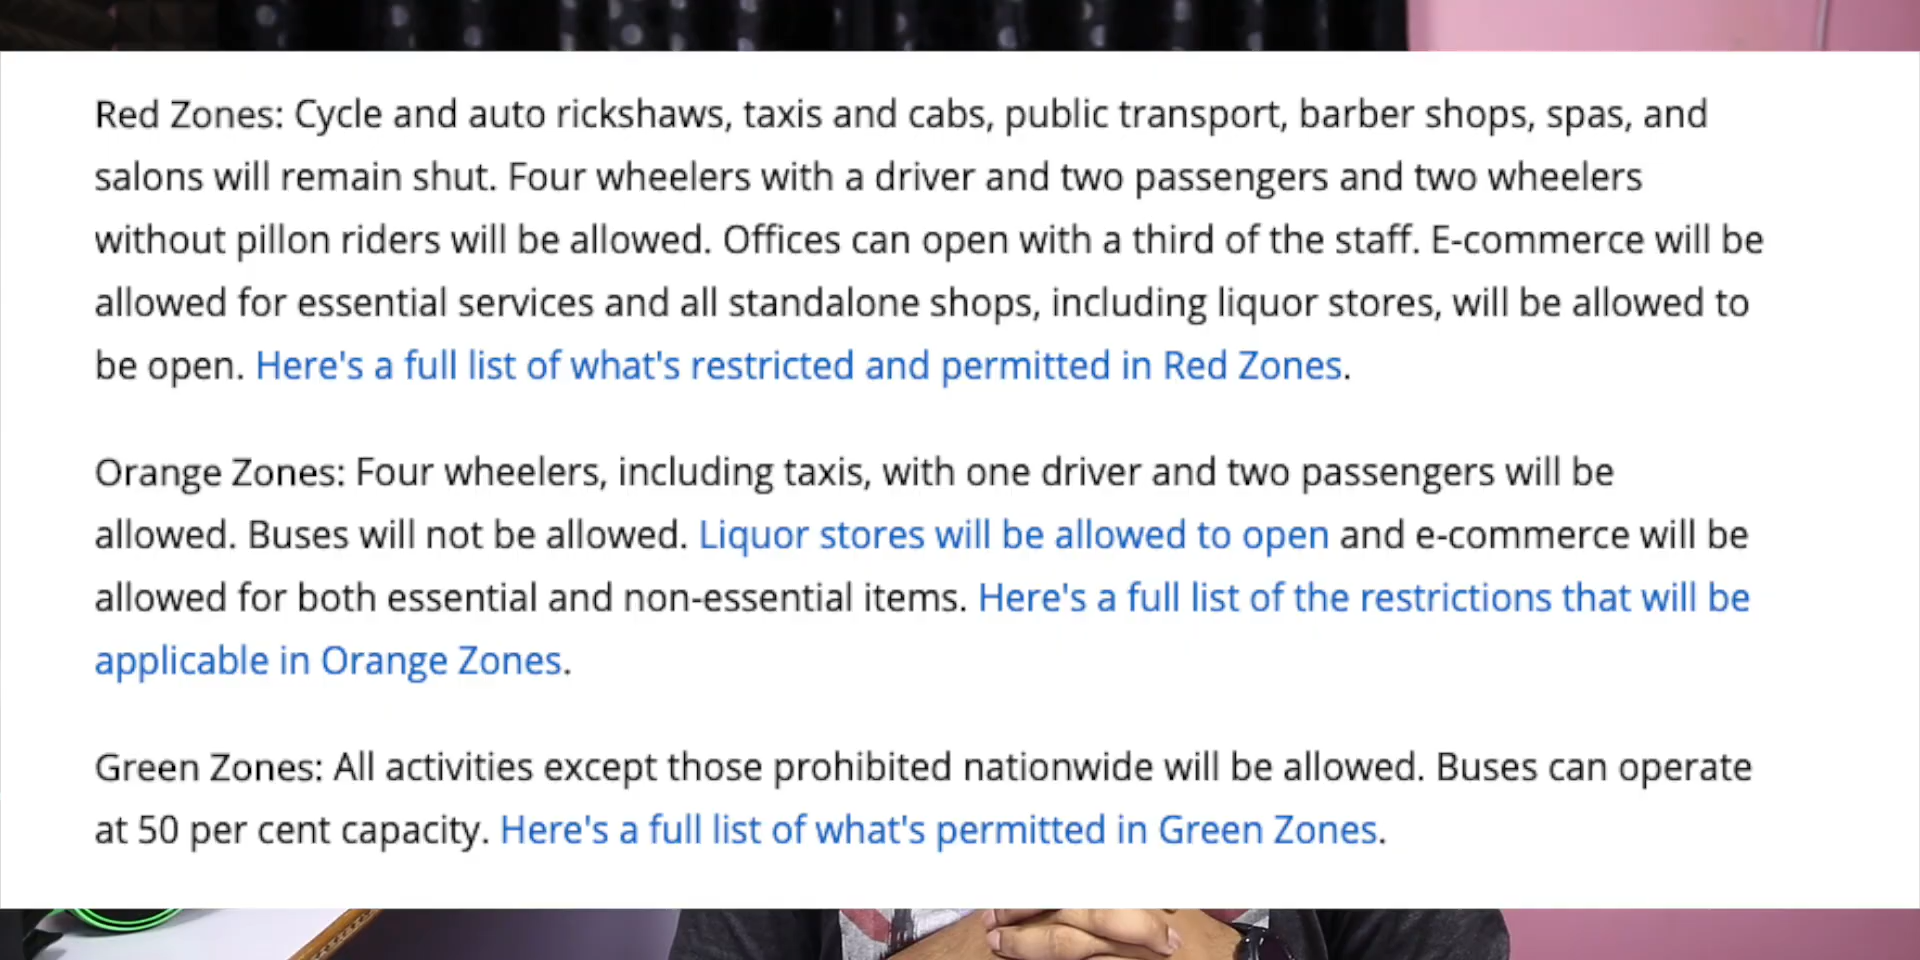 Red Zones: Cycle and auto rickshaws, taxis and cabs, public transport, barber shops, spas, and
salons will remain shut. Four wheelers with a driver and two passengers and two wheelers
without pillon riders will be allowed. Offices can open with a third of the staff. E-commerce will be
allowed for essential services and all standalone shops, including liquor stores, will be allowed to
be open. Here's a full list of what's restricted and permitted in Red Zones.
Orange Zones: Four wheelers, including taxis, with one driver and two passengers will be
allowed. Buses will not be allowed. Liquor stores will be allowed to open and e-commerce will be
allowed for both essential and non-essential items. Here's a full list of the restrictions that will be
applicable in Orange Zones.
Green Zones: All activities except those prohibited nationwide will be allowed. Buses can operate
at 50 per cent capacity. Here's a full list of what's permitted in Green Zones.